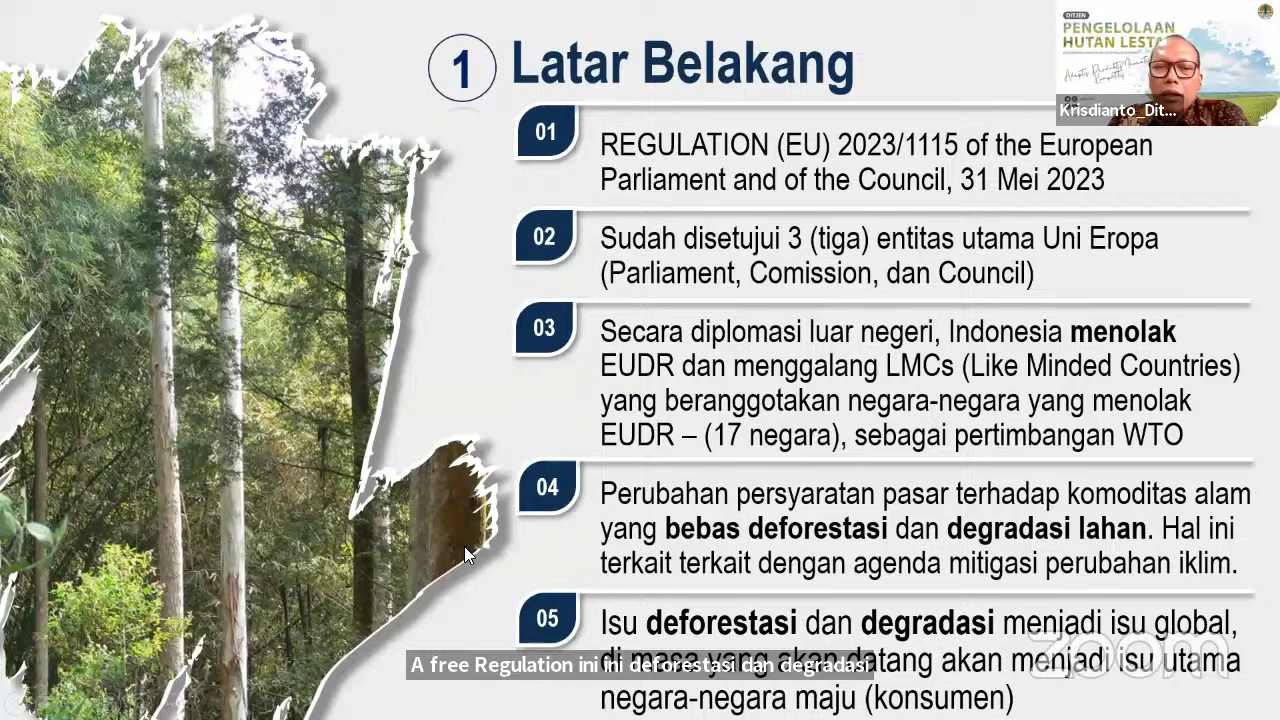 1 Latar Belakang
01
REGULATION (EU) 2023/1115 of the European
Parliament and of the Council, 31 Mei 2023
02
Sudah disetujui 3 (tiga) entitas utama Uni Eropa
(Parliament, Comission, dan Council)
03
Secara diplomasi luar negeri, Indonesia menolak
EUDR dan menggalang LMCs (Like Minded Countries)
yang beranggotakan negara-negara yang menolak
EUDR – (17 negara), sebagai pertimbangan WTO
04
Perubahan persyaratan pasar terhadap komoditas alam
yang bebas deforestasi dan degradasi lahan. Hal ini
terkait terkait dengan agenda mitigasi perubahan iklim.
05
Isu deforestasi dan degradasi menjadi isu global,
di masa yang akan datang akan menjadi isu utama
negara-negara maju (konsumen)
A free Regulation ini ini deforestasi dan degradasi
zoom
DITJEN
PENGELOLAAN
HUTAN LESTA
Krisdianto_Dit...